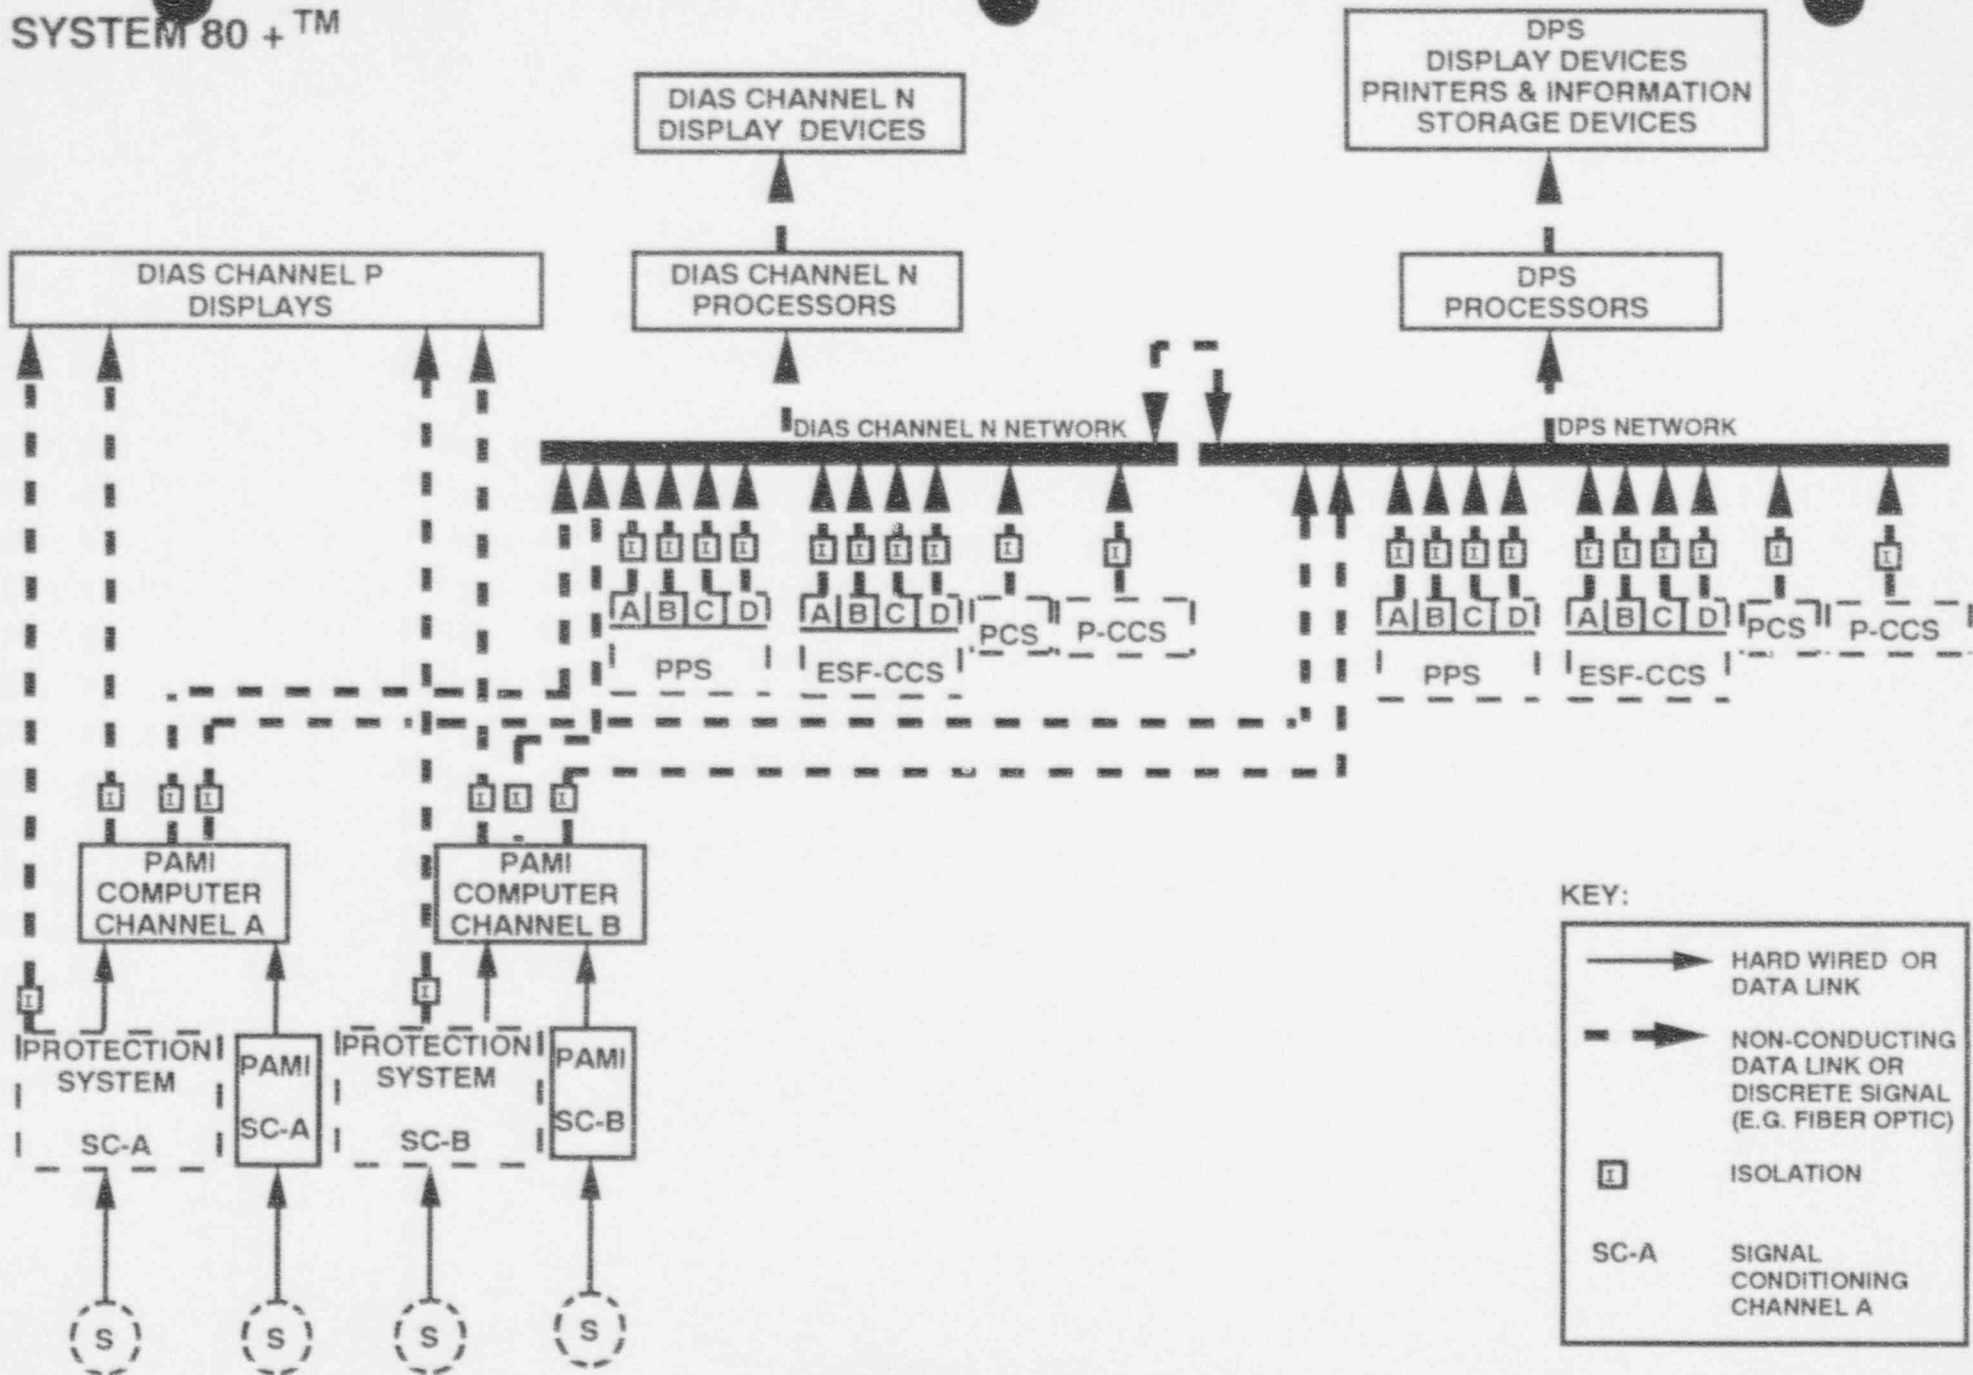 SYSTEM 80 + TM
DPS
DISPLAY DEVICES
PRINTERS & INFORMATION
STORAGE DEVICES
DIAS CHANNEL N
DISPLAY DEVICES
DIAS CHANNEL P
DISPLAYS
DIAS CHANNEL N
PROCESSORS
DPS
PROCESSORS
DIAS CHANNEL N NETWORK
DPS NETWORK
I I I I I I I I I I
I I I I I I I I I I
A B C D
PPS
A B C D
ESF-CCS
PCS
P-CCS
A B C D
PPS
A B C D
ESF-CCS
PCS
P-CCS
I I I
I I I
PAMI
COMPUTER
CHANNEL A
PAMI
COMPUTER
CHANNEL B
I
I
PROTECTION
SYSTEM
SC-A
PAMI
SC-A
PROTECTION
SYSTEM
SC-B
PAMI
SC-B
S
S
S
S
KEY:
HARD WIRED OR
DATA LINK
NON-CONDUCTING
DATA LINK OR
DISCRETE SIGNAL
(E.G. FIBER OPTIC)
I ISOLATION
SC-A SIGNAL
CONDITIONING
CHANNEL A